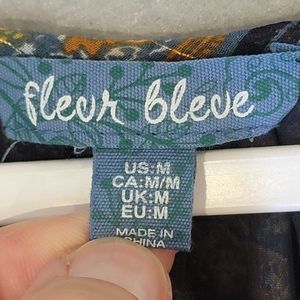 fleur bleue
US:M
CA:M/M
UK:M
EU:M
MADE IN
CHINA